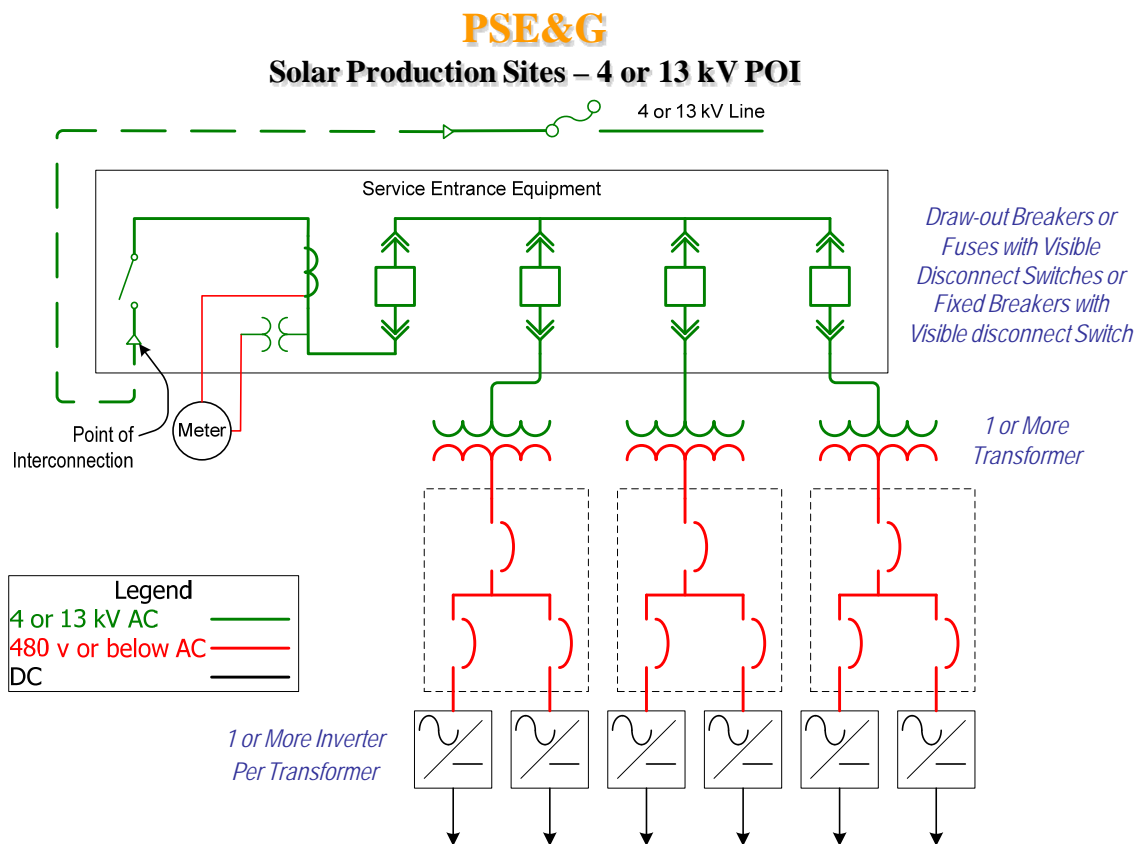 PSE&G
Solar Production Sites – 4 or 13 kV POI
4 or 13 kV Line
Service Entrance Equipment
Draw-out Breakers or
Fuses with Visible
Disconnect Switches or
Fixed Breakers with
Visible disconnect Switch
Meter
Point of
Interconnection
1 or More
Transformer
Legend
4 or 13 kV AC
480 v or below AC
DC
1 or More Inverter
Per Transformer